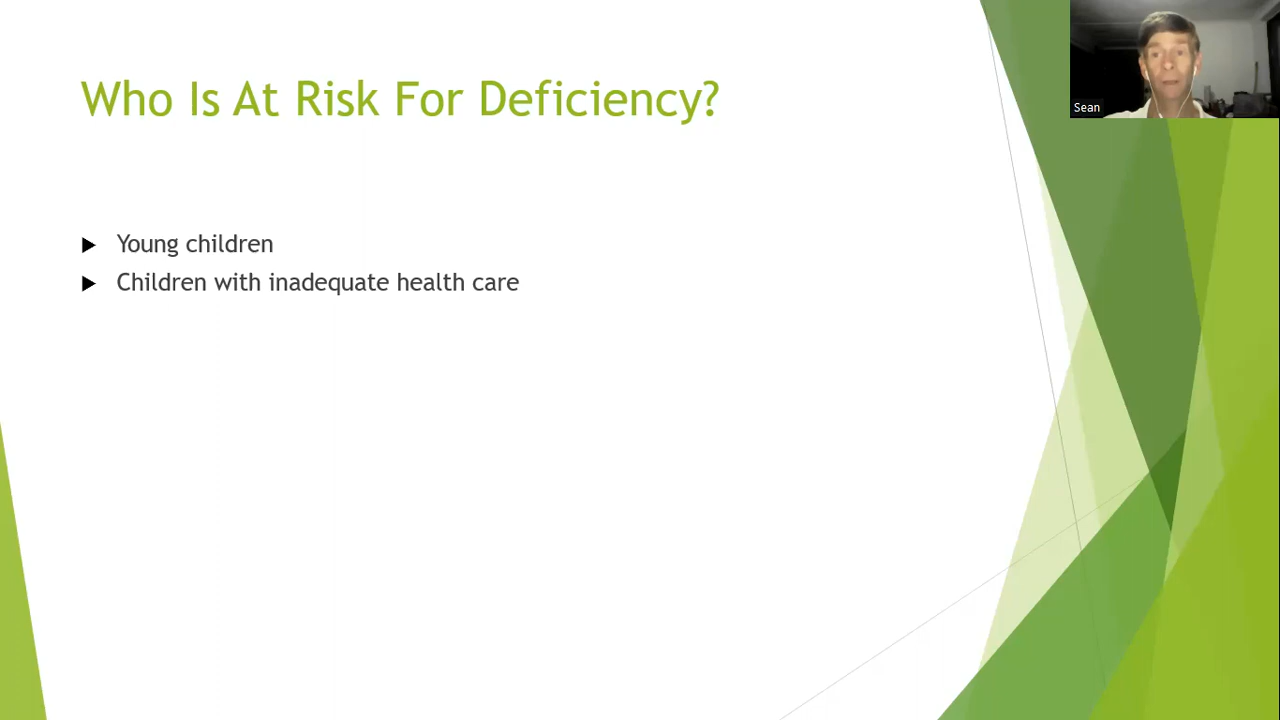 Who Is At Risk For Deficiency?
Young children
Children with inadequate health care
Sean